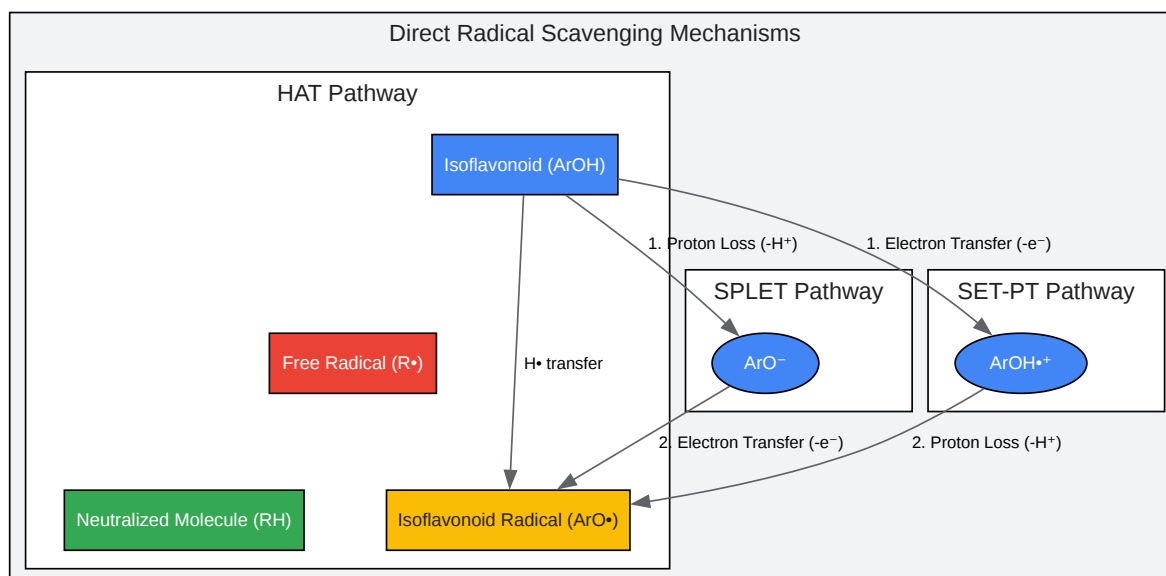 Direct Radical Scavenging Mechanisms
HAT Pathway
Isoflavonoid (ArOH)
1. Proton Loss (-H⁺)
1. Electron Transfer (-e⁻)
SPLET Pathway
SET-PT Pathway
Free Radical (R•)
H• transfer
ArO⁻
ArOH•⁺
2. Electron Transfer (-e⁻)
2. Proton Loss (-H⁺)
Neutralized Molecule (RH)
Isoflavonoid Radical (ArO•)